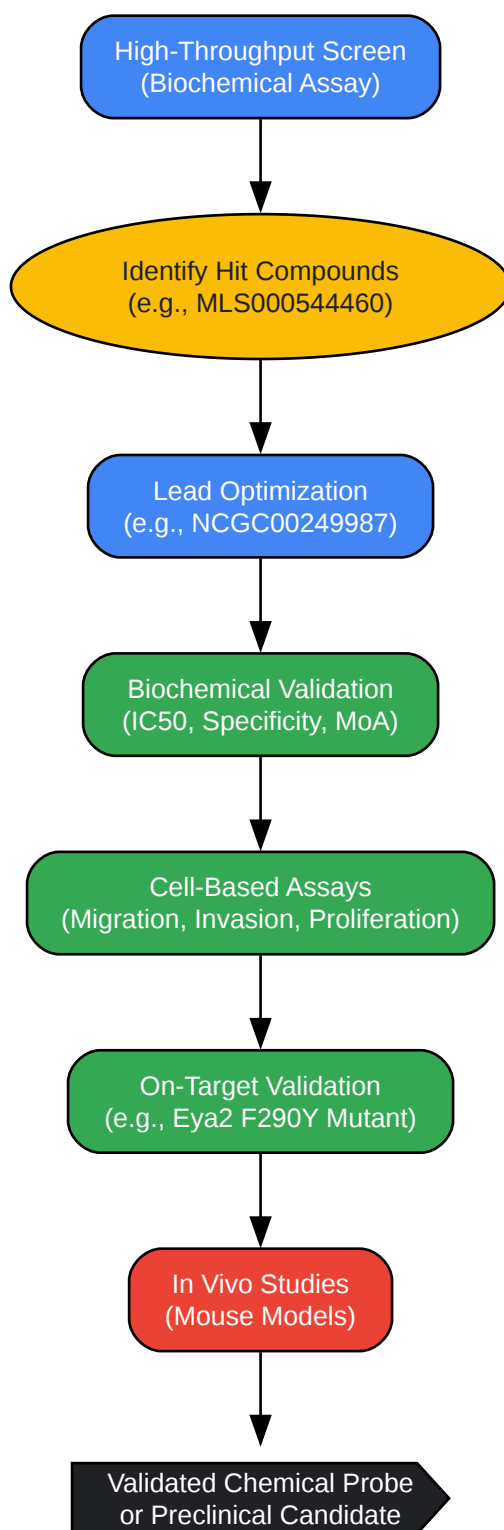 High-Throughput Screen
(Biochemical Assay)
Identify Hit Compounds
(e.g., MLS000544460)
Lead Optimization
(e.g., NCGC00249987)
Biochemical Validation
(IC50, Specificity, MoA)
Cell-Based Assays
(Migration, Invasion, Proliferation)
On-Target Validation
(e.g., Eya2 F290Y Mutant)
In Vivo Studies
(Mouse Models)
Validated Chemical Probe
or Preclinical Candidate